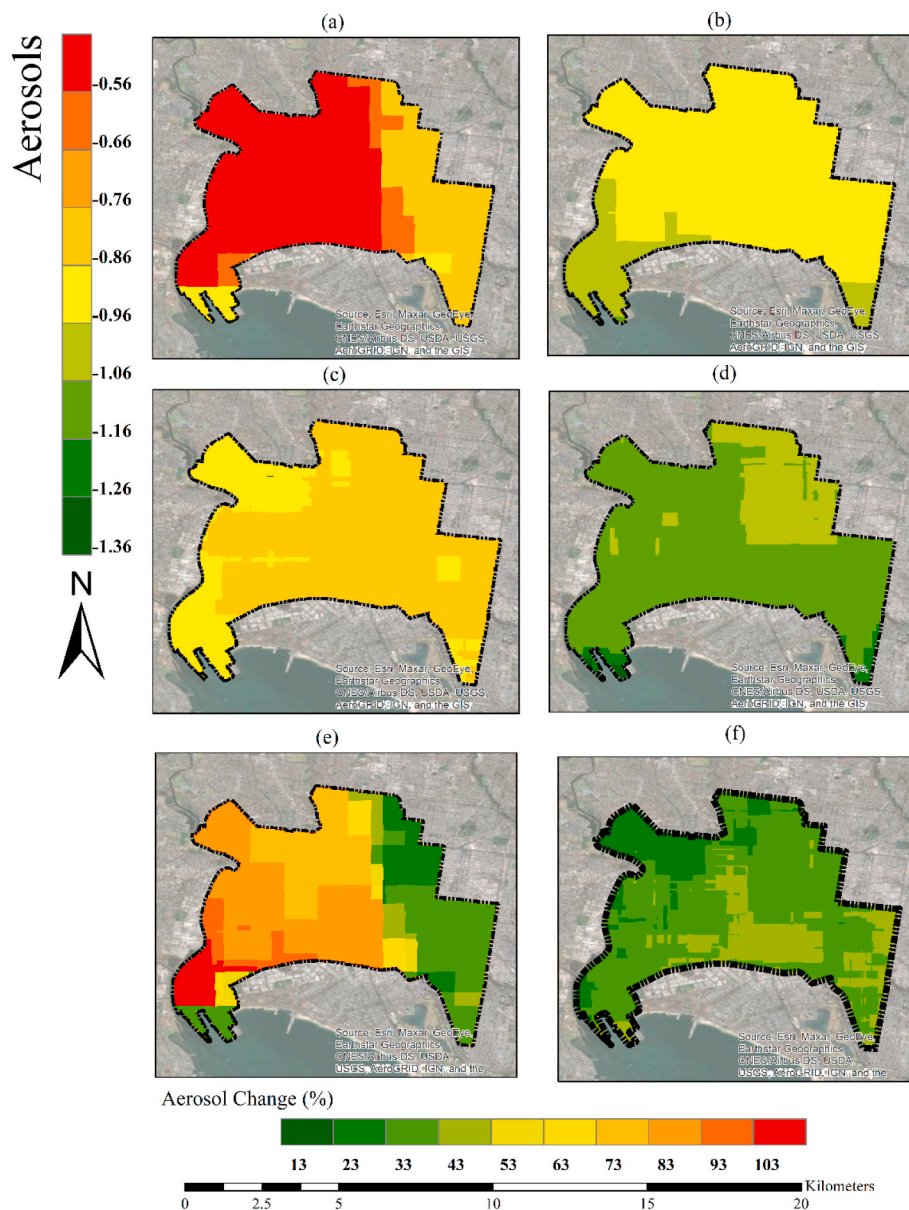 Aerosols
-0.56
-0.66
-0.76
-0.86
-0.96
-1.06
-1.16
-1.26
-1.36
N
(a)
Source: Esri, Maxar, GeoEye,
Earthstar Geographics,
CNES/Airbus DS, USDA, USGS,
AeroGRID, IGN, and the GIS
(b)
Source: Esri, Maxar, GeoEye,
Earthstar Geographics,
CNES/Airbus DS, USDA, USGS,
AeroGRID, IGN, and the GIS
(c)
Source: Esri, Maxar, GeoEye,
Earthstar Geographics,
CNES/Airbus DS, USDA, USGS,
AeroGRID, IGN, and the GIS
(d)
Source: Esri, Maxar, GeoEye,
Earthstar Geographics,
CNES/Airbus DS, USDA, USGS,
AeroGRID, IGN, and the GIS
(e)
Source: Esri, Maxar, GeoEye,
Earthstar Geographics,
CNES/Airbus DS, USDA,
USGS, AeroGRID, IGN, and the
(f)
Source: Esri, Maxar, GeoEye,
Earthstar Geographics,
CNES/Airbus DS, USDA,
USGS, AeroGRID, IGN, and the
Aerosol Change (%)
13 23 33 43 53 63 73 83 93 103
Kilometers
0 2.5 5 10 15 20